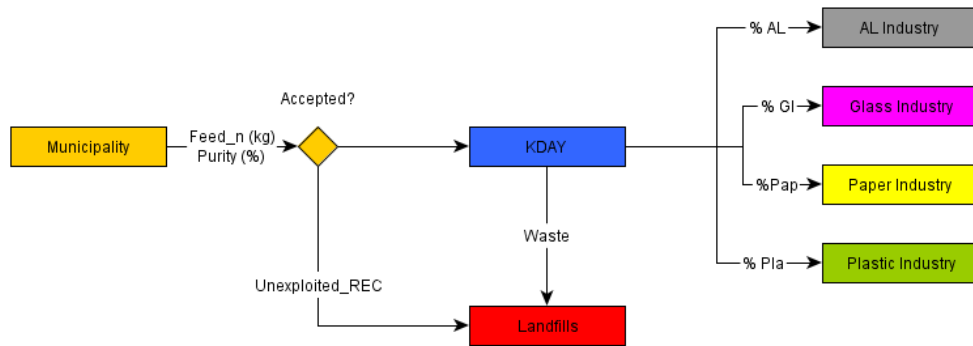 % AL
AL Industry
Accepted?
% Gl
Glass Industry
Municipality
Feed_n (kg)
Purity (%)
KDAY
%Pap
Paper Industry
Waste
% Pla
Plastic Industry
Unexploited_REC
Landfills